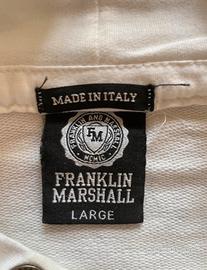 MADE IN ITALY
FRANKLIN AND MARSHALL
FM
MCMIC
FRANKLIN
MARSHALL
LARGE